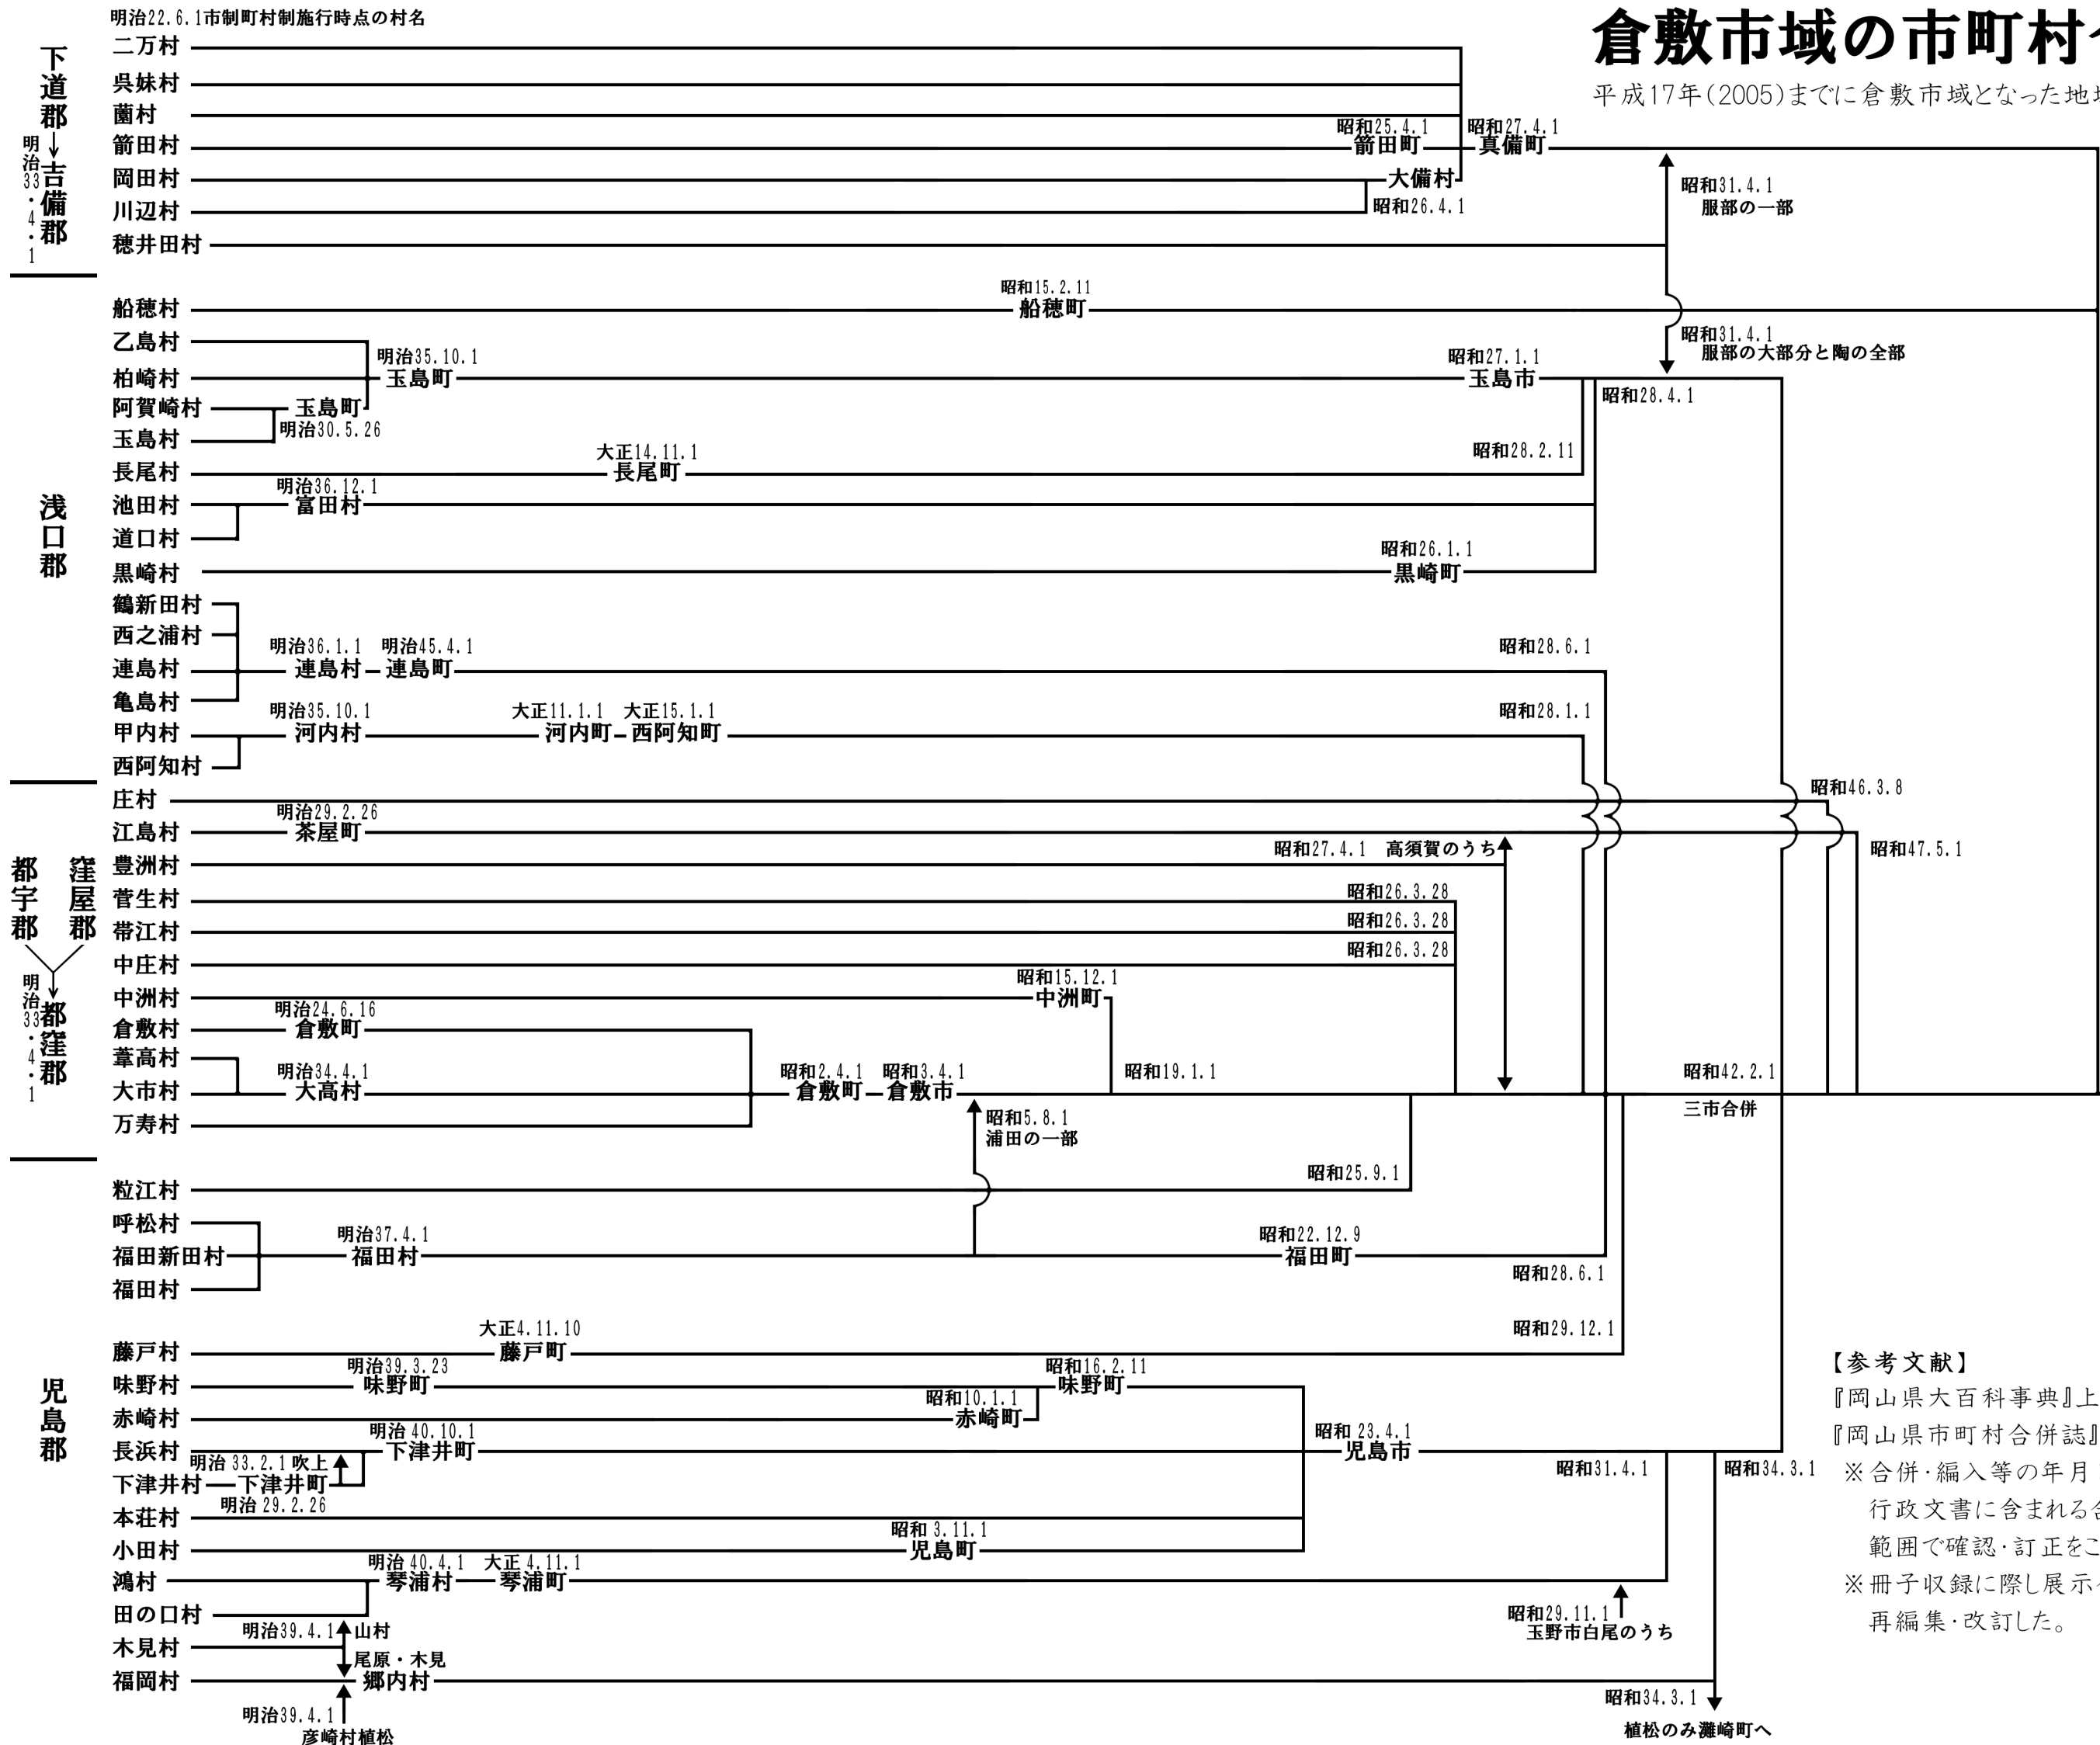 明治22.6.1市制町村制施行時点の村名
倉敷市域の市町村
平成17年(2005)までに倉敷市域となった地
下道郡
明治33.4.1
吉備郡
二万村
呉妹村
薗村
箭田村
昭和25.4.1
箭田町
昭和27.4.1
真備町
岡田村
大備村
川辺村
昭和26.4.1
穂井田村
昭和31.4.1
服部の一部
浅口郡
船穂村
昭和15.2.11
船穂町
乙島村
昭和31.4.1
服部の大部分と陶の全部
柏崎村
明治35.10.1
玉島町
昭和27.1.1
玉島市
阿賀崎村
玉島町
昭和28.4.1
玉島村
明治30.5.26
長尾村
大正14.11.1
長尾町
昭和28.2.11
池田村
明治36.12.1
富田村
道口村
黒崎村
昭和26.1.1
黒崎町
鶴新田村
西之浦村
連島村
明治36.1.1
連島村
明治45.4.1
連島町
昭和28.6.1
亀島村
甲内村
明治35.10.1
河内村
大正11.1.1
河内町
大正15.1.1
西阿知町
昭和28.1.1
西阿知村
都宇郡
窪屋郡
明治33.4.1
都窪郡
庄村
昭和46.3.8
江島村
明治29.2.26
茶屋町
昭和47.5.1
豊洲村
昭和27.4.1 高須賀のうち
菅生村
昭和26.3.28
帯江村
昭和26.3.28
中庄村
昭和26.3.28
中洲村
昭和15.12.1
中洲町
倉敷村
明治24.6.16
倉敷町
葦高村
大市村
明治34.4.1
大高村
昭和2.4.1
倉敷町
昭和3.4.1
倉敷市
昭和19.1.1
昭和42.2.1
三市合併
万寿村
昭和5.8.1
浦田の一部
児島郡
粒江村
昭和25.9.1
呼松村
福田新田村
明治37.4.1
福田村
昭和22.12.9
福田町
昭和28.6.1
福田村
藤戸村
大正4.11.10
藤戸町
昭和29.12.1
味野村
明治39.3.23
味野町
昭和16.2.11
味野町
赤崎村
昭和10.1.1
赤崎町
長浜村
明治 40.10.1
下津井町
昭和 23.4.1
児島市
昭和31.4.1
昭和34.3.1
明治 33.2.1 吹上
下津井村
下津井町
明治 29.2.26
本荘村
小田村
昭和 3.11.1
児島町
鴻村
明治 40.4.1
琴浦村
大正 4.11.1
琴浦町
田の口村
昭和29.11.1
玉野市白尾のうち
木見村
明治39.4.1
山村
尾原・木見
福岡村
郷内村
明治39.4.1
彦崎村植松
昭和34.3.1
植松のみ灘崎町へ
【参考文献】
『岡山県大百科事典』上
『岡山県市町村合併誌』
※合併・編入等の年月
行政文書に含まれる
範囲で確認・訂正をこ
※冊子収録に際し展示
再編集・改訂した。